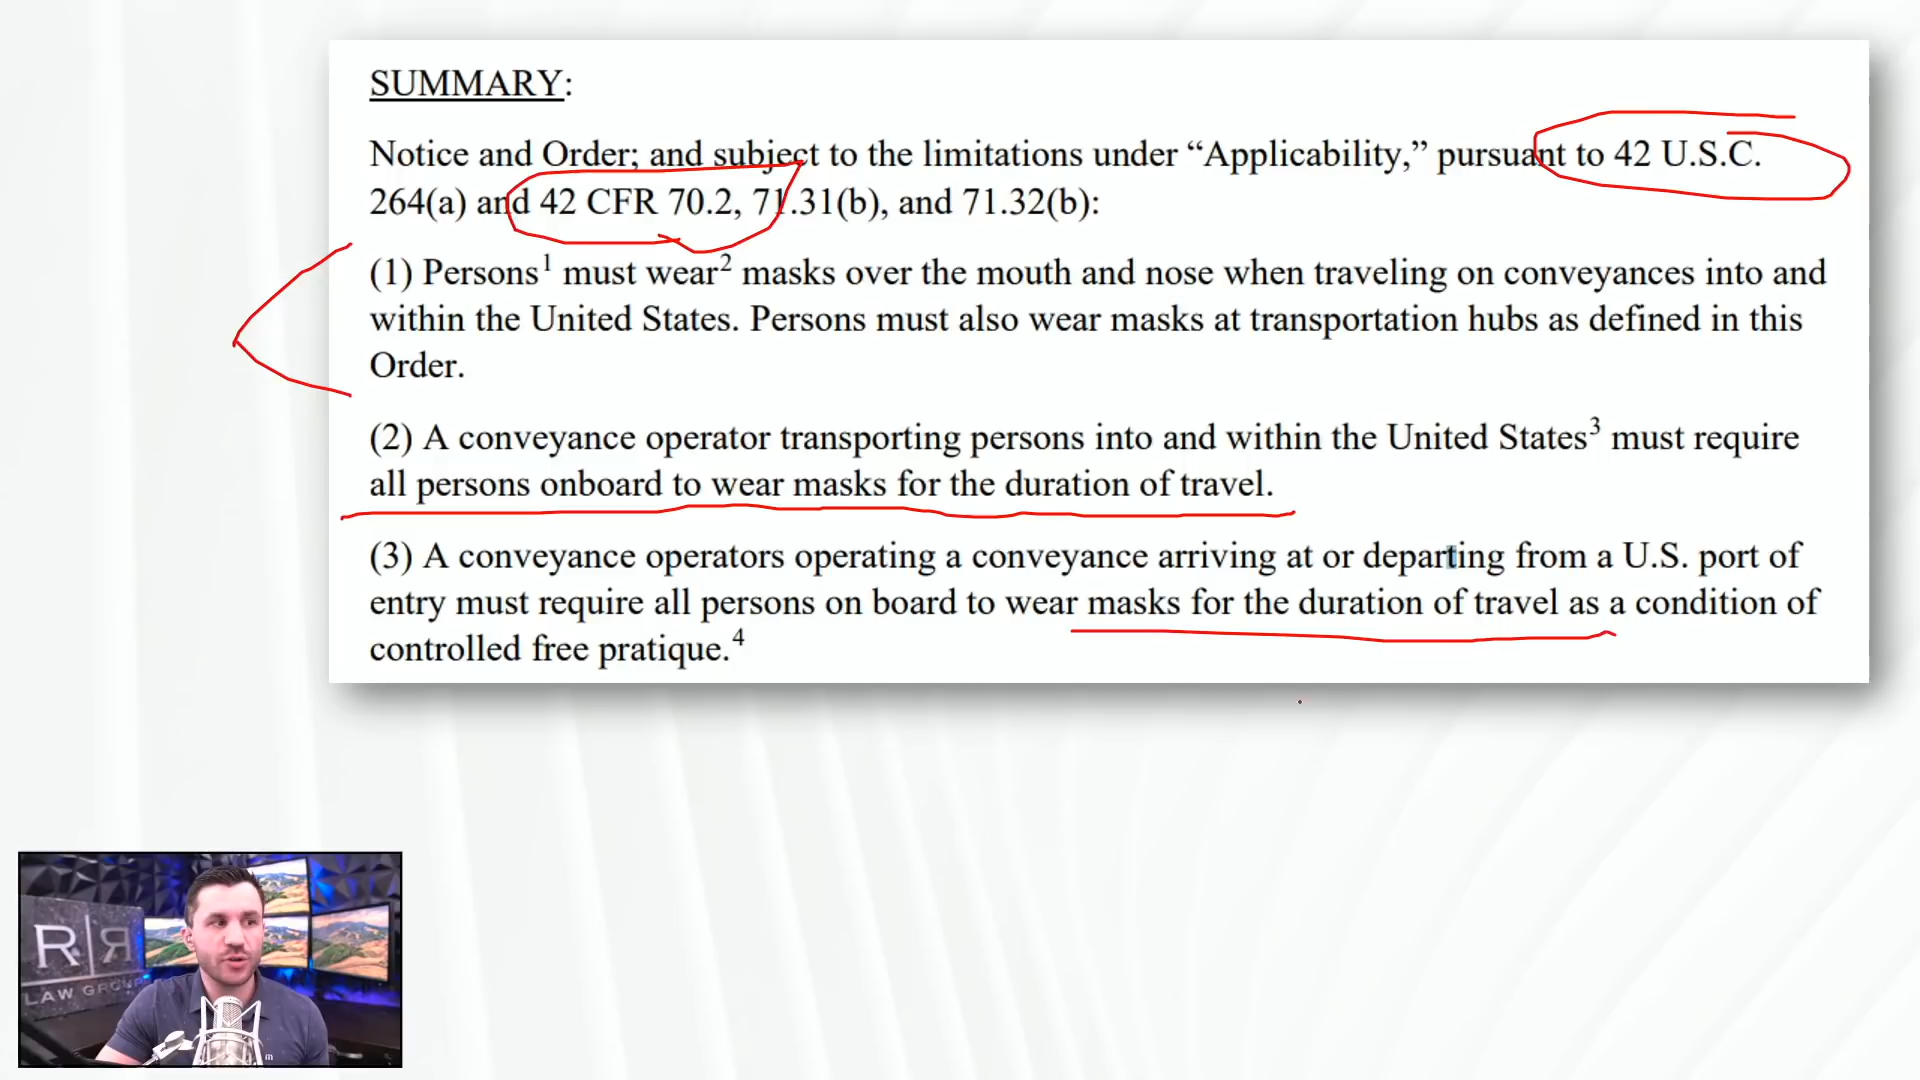 SUMMARY:
Notice and Order; and subject to the limitations under “Applicability,” pursuant to 42 U.S.C.
264(a) and 42 CFR 70.2, 71.31(b), and 71.32(b):
(1) Persons1 must wear2 masks over the mouth and nose when traveling on conveyances into and
within the United States. Persons must also wear masks at transportation hubs as defined in this
Order.
(2) A conveyance operator transporting persons into and within the United States3 must require
all persons onboard to wear masks for the duration of travel.
(3) A conveyance operators operating a conveyance arriving at or departing from a U.S. port of
entry must require all persons on board to wear masks for the duration of travel as a condition of
controlled free pratique.4
R|R
LAW GROUP